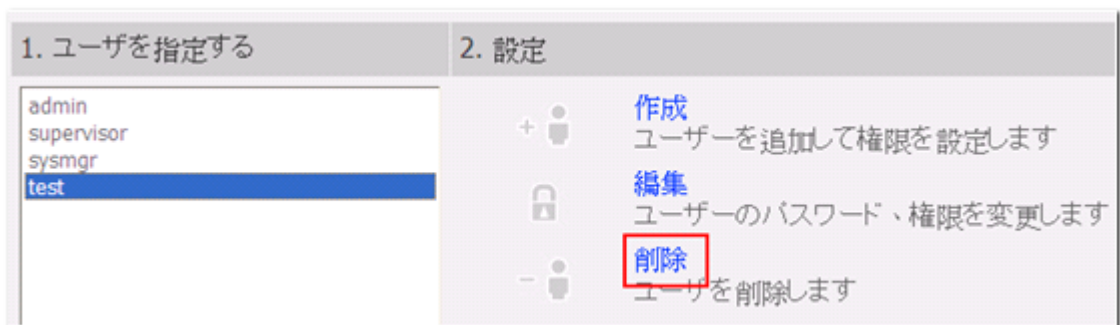 1. ユーザを指定する
2. 設定
admin
supervisor
sysmgr
test
作成
ユーザーを追加して権限を設定します
編集
ユーザーのパスワード、権限を変更します
削除
ユーザを削除します